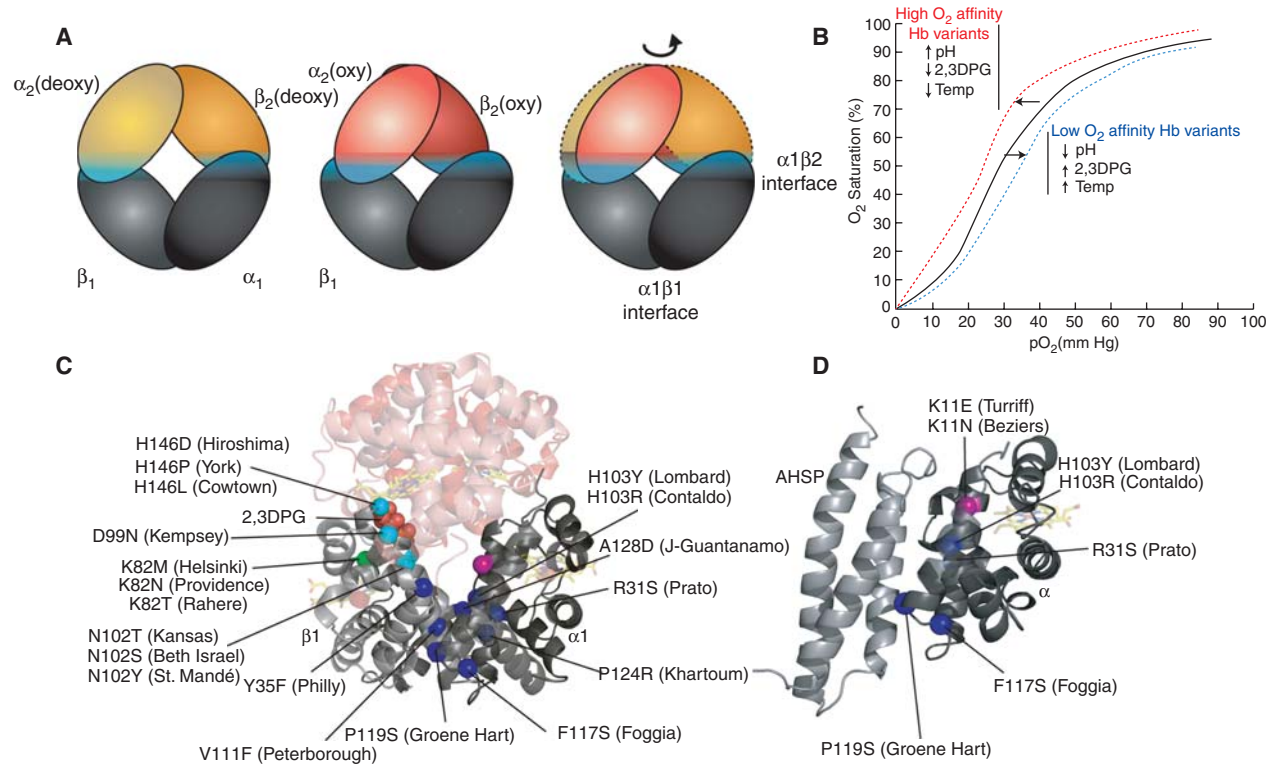 A
α2(deoxy)
β2(deoxy)
β1
α1
α2(oxy)
β2(oxy)
β1
α1β2
interface
α1β1
interface
B
High O2 affinity
Hb variants
↑ pH
↓ 2,3DPG
↓ Temp
Low O2 affinity Hb variants
↓ pH
↑ 2,3DPG
↑ Temp
O2 Saturation (%)
100
90
80
70
60
50
40
30
20
10
0
0 10 20 30 40 50 60 70 80 90 100
pO2(mm Hg)
C
H146D (Hiroshima)
H146P (York)
H146L (Cowtown)
2,3DPG
D99N (Kempsey)
K82M (Helsinki)
K82N (Providence)
K82T (Rahere)
N102T (Kansas)
N102S (Beth Israel)
N102Y (St. Mandé)
Y35F (Philly)
V111F (Peterborough)
P119S (Groene Hart)
F117S (Foggia)
P124R (Khartoum)
R31S (Prato)
A128D (J-Guantanamo)
H103Y (Lombard)
H103R (Contaldo)
β1
α1
D
K11E (Turriff)
K11N (Beziers)
AHSP
H103Y (Lombard)
H103R (Contaldo)
R31S (Prato)
α
F117S (Foggia)
P119S (Groene Hart)